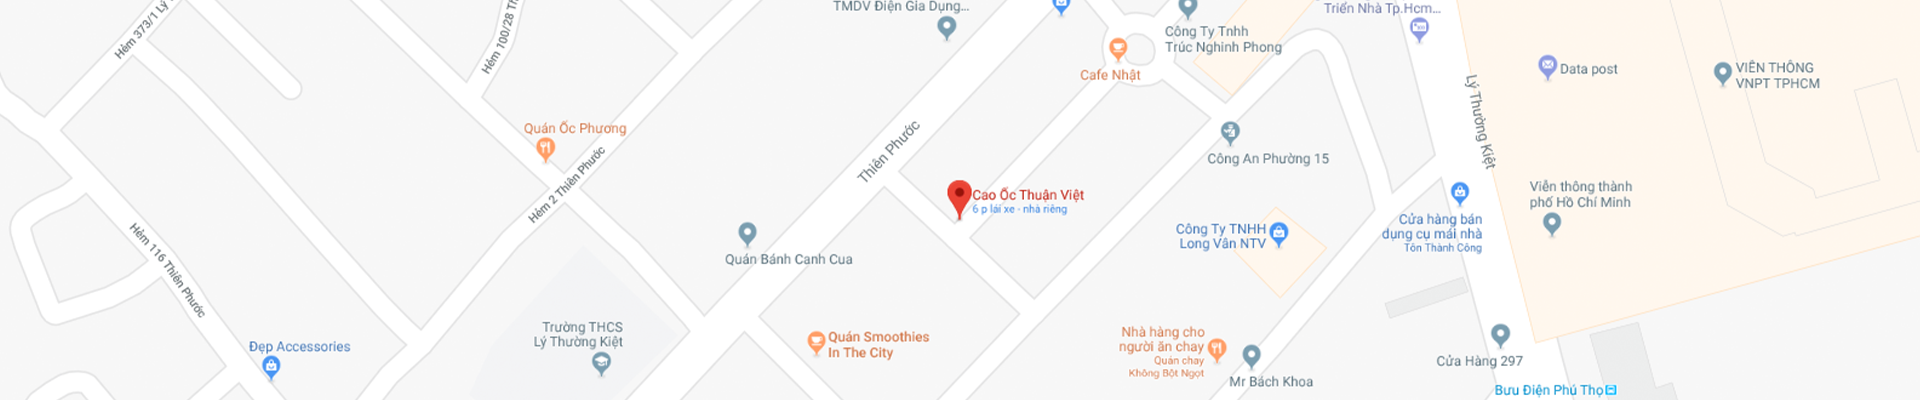 TMDV Điện Gia Dụng...
Triển Nhà Tp.Hcm...
Hẻm 373/1 Lý
Hẻm 100/28 Th
Công Ty Tnhh
Trúc Nghinh Phong
Cafe Nhật
Data post
VIỄN THÔNG
VNPT TPHCM
Lý Thường Kiệt
Quán Ốc Phương
Thiên Phước
Công An Phường 15
Hẻm 2 Thiên Phước
Cao Ốc Thuận Việt
6 p lái xe - nhà riêng
Viễn thông thành
phố Hồ Chí Minh
Cửa hàng bán
dụng cụ mái nhà
Tôn Thành Công
Công Ty TNHH
Long Vân NTV
Hẻm 116 Thiên Phước
Quán Bánh Canh Cua
Trường THCS
Lý Thường Kiệt
Quán Smoothies
In The City
Nhà hàng cho
người ăn chay
Quán chay
Không Bột Ngọt
Đẹp Accessories
Mr Bách Khoa
Cửa Hàng 297
Bưu Điện Phú Thọ